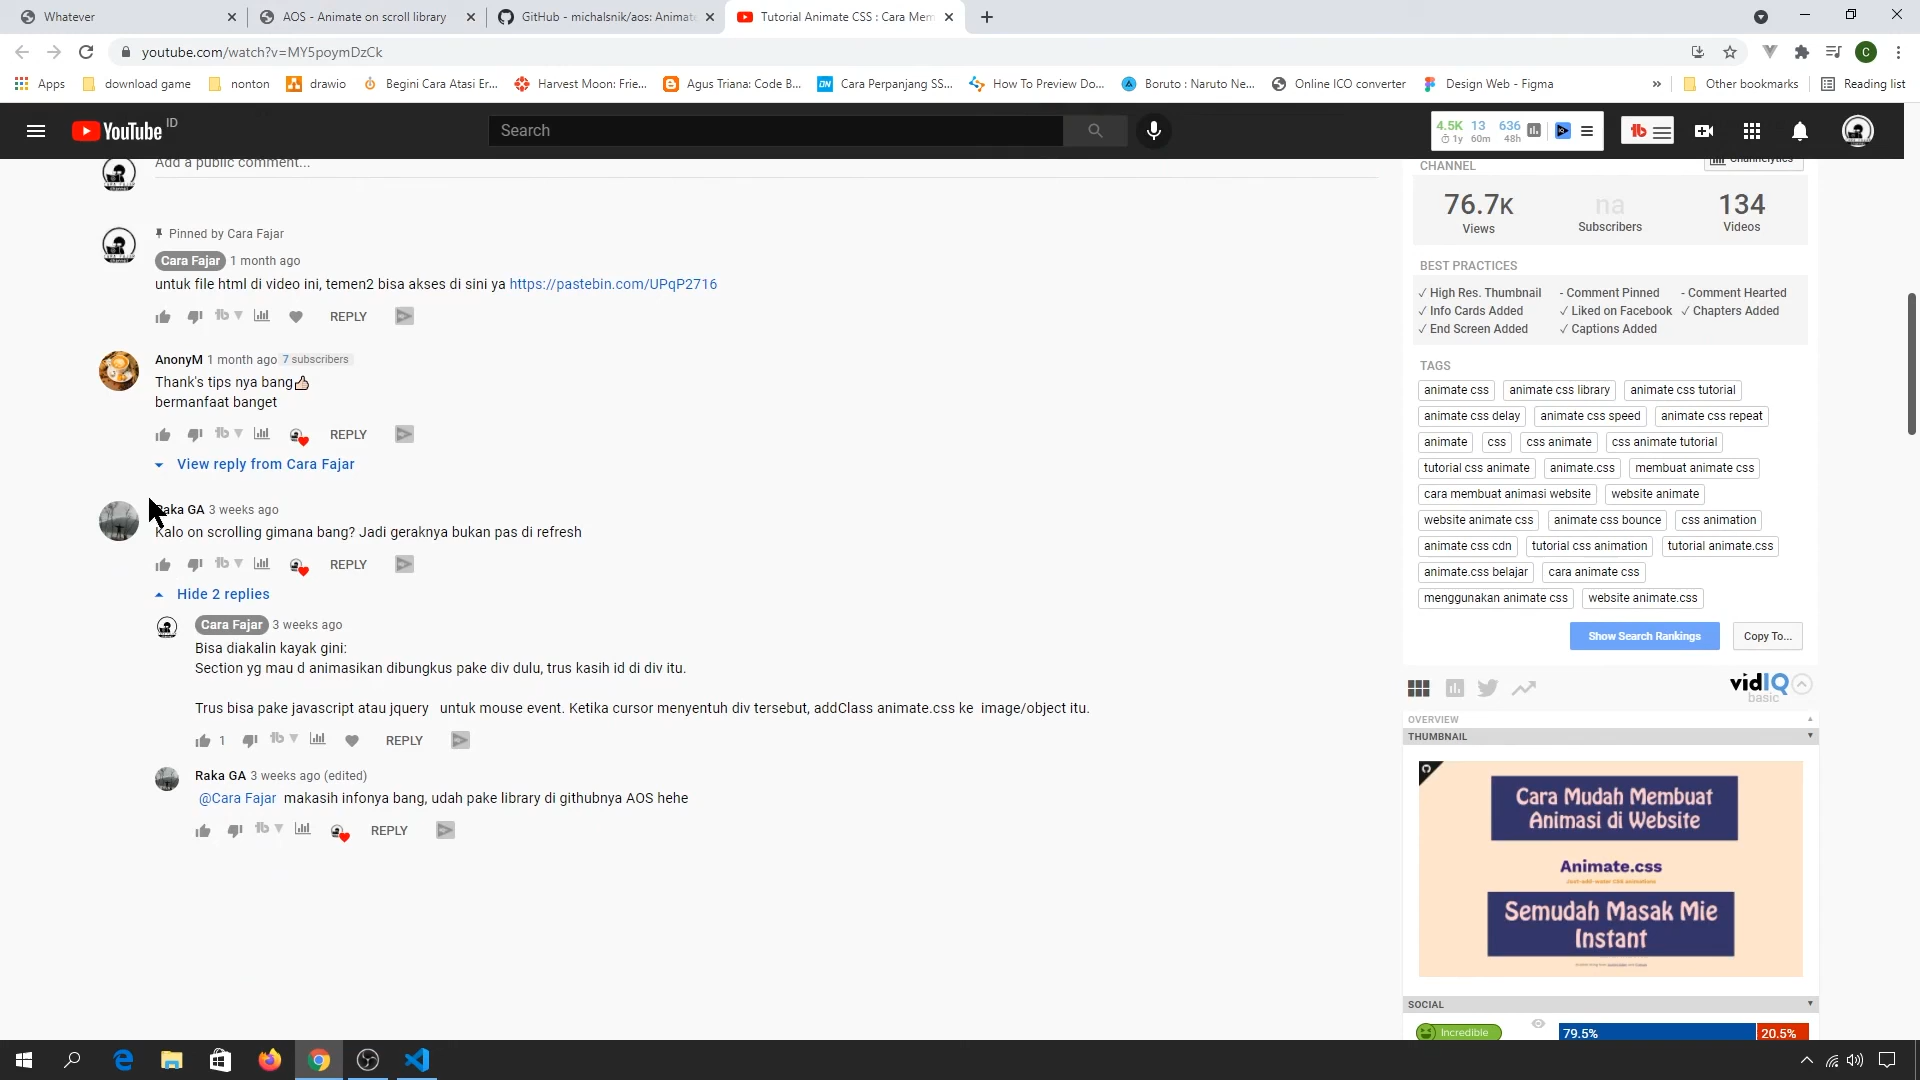 Whatever
AOS - Animate on scroll library
GitHub - michalsnik/aos: Animat
Tutorial Animate CSS : Cara Mem
youtube.com/watch?v=MY5poymDzCk
C
Apps
download game
nonton
drawio
Begini Cara Atasi Er...
Harvest Moon: Frie...
Agus Triana: Code B...
Cara Perpanjang SS...
How To Preview Do...
Boruto : Naruto Ne...
Online ICO converter
Design Web - Figma
»
Other bookmarks
Reading list
YouTube ID
Search
4.5K 13 636
1y 60m 48h
tb
Add a public comment...
Pinned by Cara Fajar
Cara Fajar 1 month ago
untuk file html di video ini, temen2 bisa akses di sini ya https://pastebin.com/UPqP2716
REPLY
AnonyM 1 month ago 7 subscribers
Thank's tips nya bang👍🏻
bermanfaat banget
REPLY
View reply from Cara Fajar
Raka GA 3 weeks ago
Kalo on scrolling gimana bang? Jadi geraknya bukan pas di refresh
REPLY
Hide 2 replies
Cara Fajar 3 weeks ago
Bisa diakalin kayak gini:
Section yg mau d animasikan dibungkus pake div dulu, trus kasih id di div itu.
Trus bisa pake javascript atau jquery untuk mouse event. Ketika cursor menyentuh div tersebut, addClass animate.css ke image/object itu.
1 REPLY
Raka GA 3 weeks ago (edited)
@Cara Fajar makasih infonya bang, udah pake library di githubnya AOS hehe
REPLY
CHANNEL
Channelytics
76.7K na 134
Views Subscribers Videos
BEST PRACTICES
✓ High Res. Thumbnail - Comment Pinned - Comment Hearted
✓ Info Cards Added ✓ Liked on Facebook ✓ Chapters Added
✓ End Screen Added ✓ Captions Added
TAGS
animate css animate css library animate css tutorial
animate css delay animate css speed animate css repeat
animate css css animate css animate tutorial
tutorial css animate animate.css membuat animate css
cara membuat animasi website website animate
website animate css animate css bounce css animation
animate css cdn tutorial css animation tutorial animate.css
animate.css belajar cara animate css
menggunakan animate css website animate.css
Show Search Rankings Copy To...
vidIQ
basic
OVERVIEW
THUMBNAIL
Cara Mudah Membuat
Animasi di Website
Animate.css
Just-add-water CSS animations
Semudah Masak Mie
Instant
SOCIAL
Incredible 79.5% 20.5%